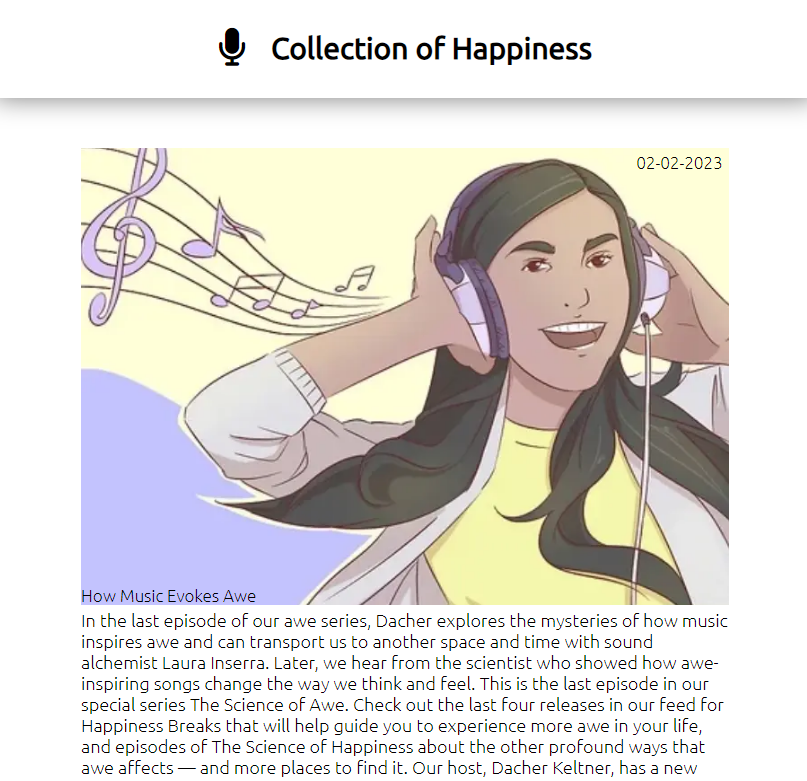 Collection of Happiness
02-02-2023
How Music Evokes Awe
In the last episode of our awe series, Dacher explores the mysteries of how music
inspires awe and can transport us to another space and time with sound
alchemist Laura Inserra. Later, we hear from the scientist who showed how awe-
inspiring songs change the way we think and feel. This is the last episode in our
special series The Science of Awe. Check out the last four releases in our feed for
Happiness Breaks that will help guide you to experience more awe in your life,
and episodes of The Science of Happiness about the other profound ways that
awe affects — and more places to find it. Our host, Dacher Keltner, has a new